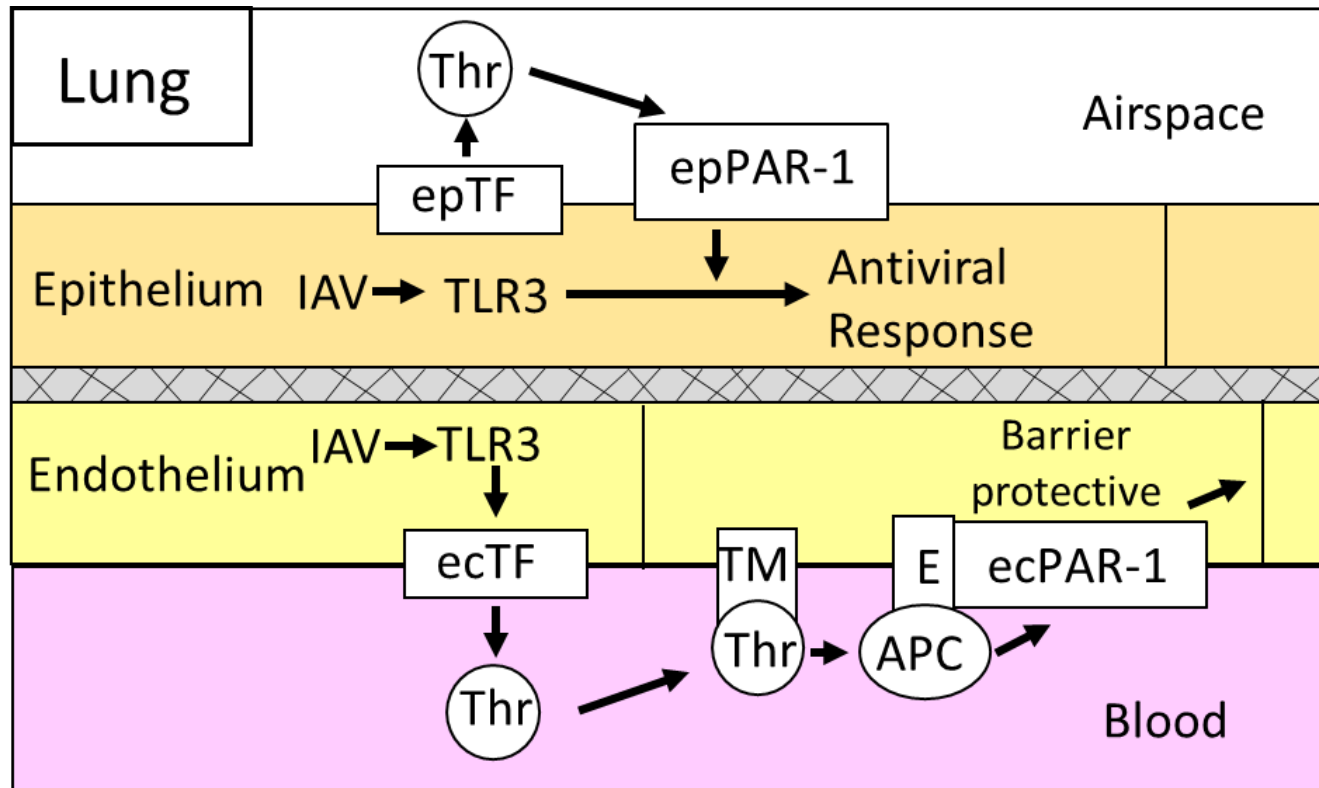 Lung
Thr
Airspace
epTF
epPAR-1
Epithelium IAV TLR3
Antiviral
Response
Endothelium
IAV TLR3
Barrier
protective
ecTF
TM
E
ecPAR-1
Thr
APC
Thr
Blood